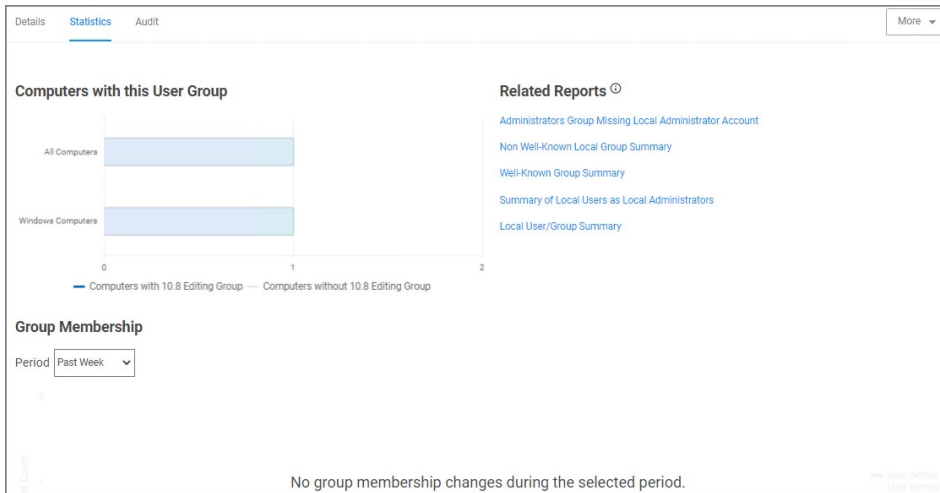 Details Statistics Audit More
Computers with this User Group
All Computers
Windows Computers
0 1 2
Computers with 10.8 Editing Group Computers without 10.8 Editing Group
Related Reports
Administrators Group Missing Local Administrator Account
Non Well-Known Local Group Summary
Well-Known Group Summary
Summary of Local Users as Local Administrators
Local User/Group Summary
Group Membership
Period Past Week
No group membership changes during the selected period.
User Added